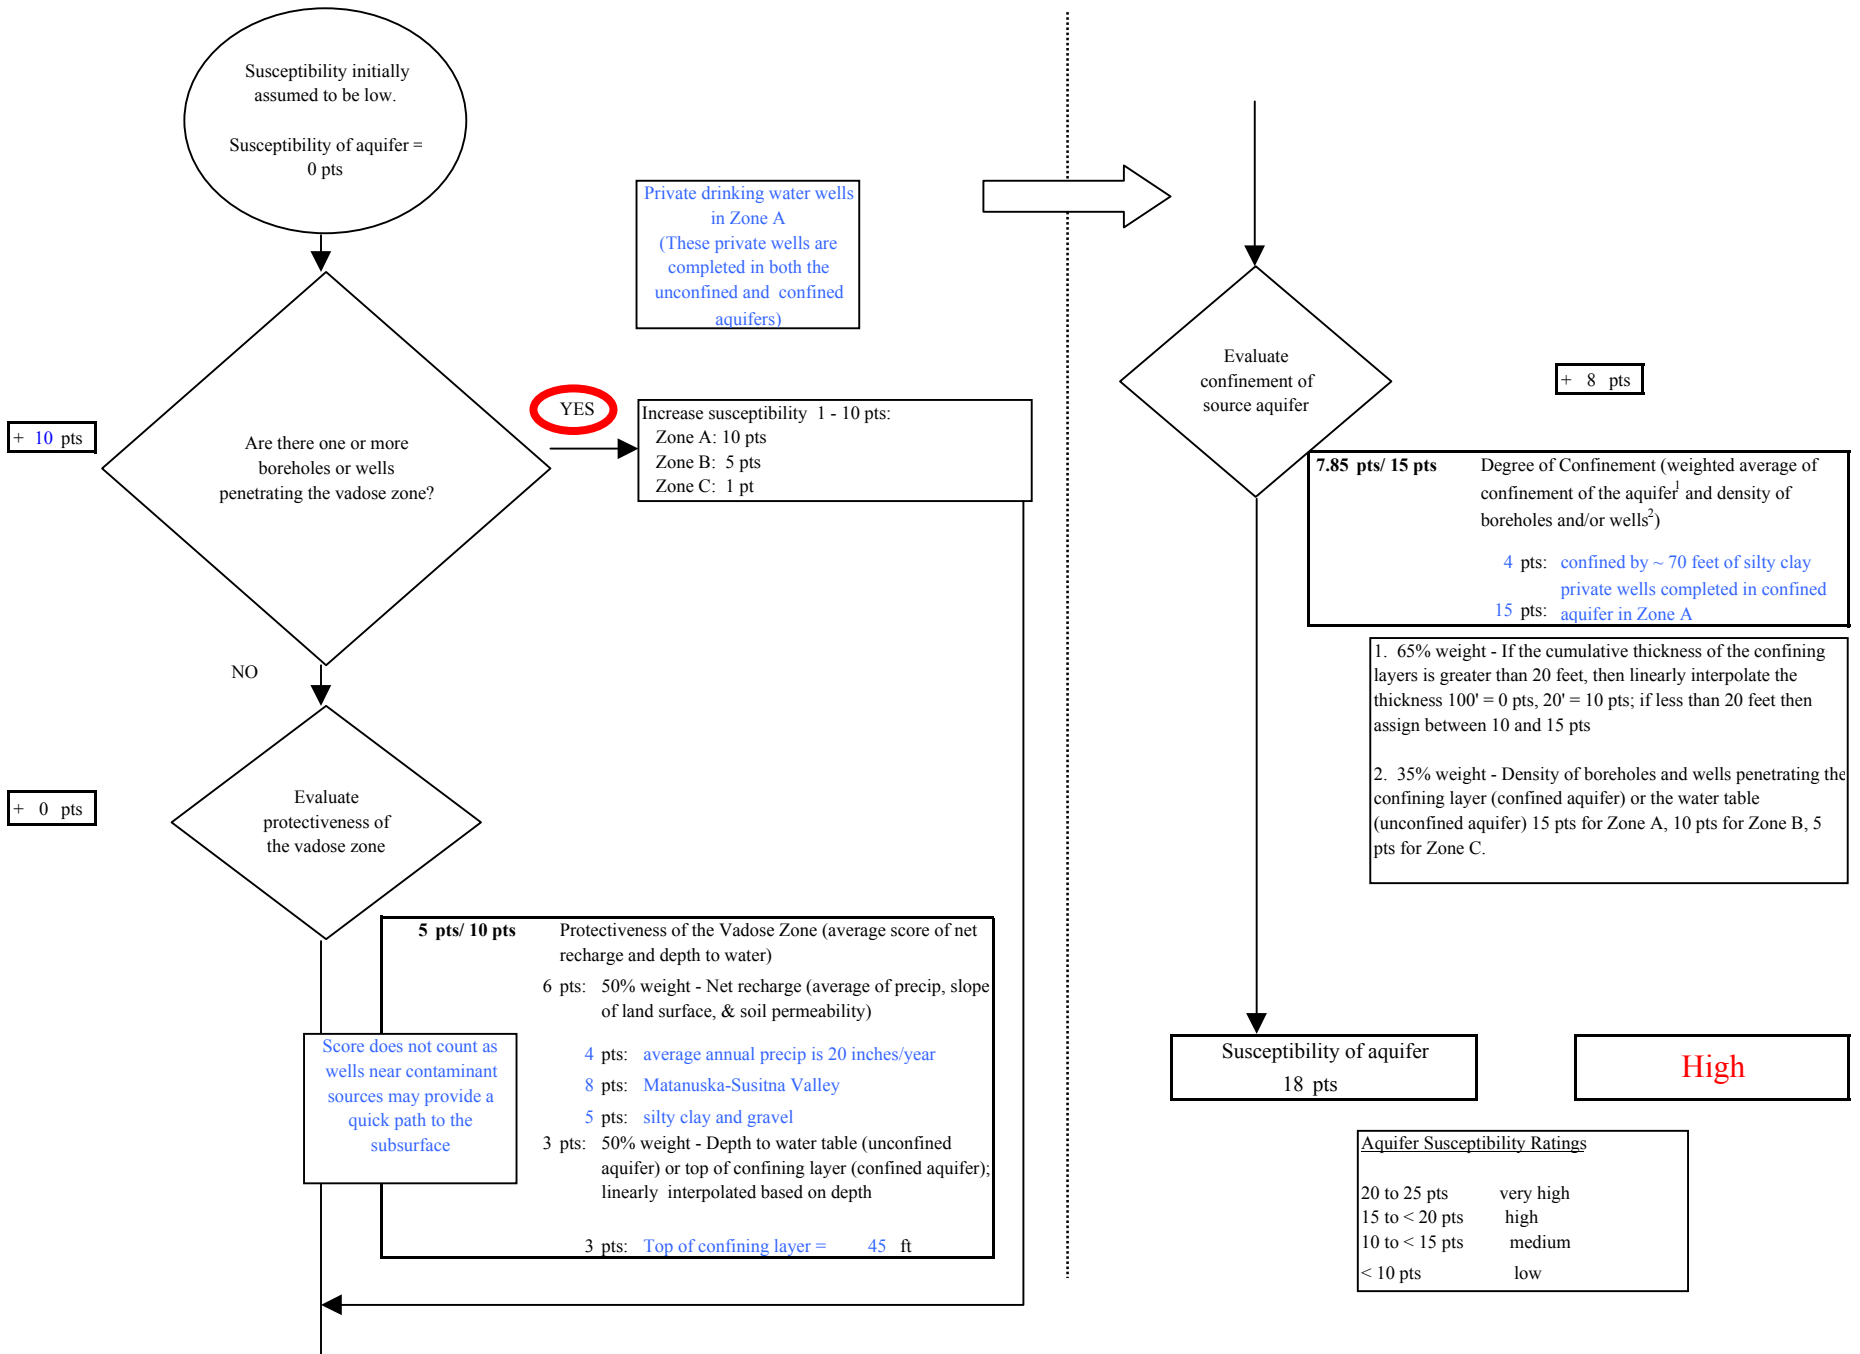 Susceptibility initially
assumed to be low.
Susceptibility of aquifer =
0 pts
Private drinking water wells
in Zone A
(These private wells are
completed in both the
unconfined and confined
aquifers)
YES
+ 10 pts
Are there one or more
boreholes or wells
penetrating the vadose zone?
Increase susceptibility 1 - 10 pts:
Zone A: 10 pts
Zone B: 5 pts
Zone C: 1 pt
NO
+ 0 pts
Evaluate
protectiveness of
the vadose zone
5 pts/ 10 pts Protectiveness of the Vadose Zone (average score of net
recharge and depth to water)
6 pts: 50% weight - Net recharge (average of precip, slope
of land surface, & soil permeability)
Score does not count as
wells near contaminant
sources may provide a
quick path to the
subsurface
4 pts: average annual precip is 20 inches/year
8 pts: Matanuska-Susitna Valley
5 pts: silty clay and gravel
3 pts: 50% weight - Depth to water table (unconfined
aquifer) or top of confining layer (confined aquifer);
linearly interpolated based on depth
3 pts: Top of confining layer = 45 ft
Evaluate
confinement of
source aquifer
+ 8 pts
7.85 pts/ 15 pts Degree of Confinement (weighted average of
confinement of the aquifer1 and density of
boreholes and/or wells2)
4 pts: confined by ~ 70 feet of silty clay
private wells completed in confined
15 pts: aquifer in Zone A
1. 65% weight - If the cumulative thickness of the confining
layers is greater than 20 feet, then linearly interpolate the
thickness 100' = 0 pts, 20' = 10 pts; if less than 20 feet then
assign between 10 and 15 pts
2. 35% weight - Density of boreholes and wells penetrating the
confining layer (confined aquifer) or the water table
(unconfined aquifer) 15 pts for Zone A, 10 pts for Zone B, 5
pts for Zone C.
Susceptibility of aquifer
18 pts
High
Aquifer Susceptibility Ratings
20 to 25 pts very high
15 to < 20 pts high
10 to < 15 pts medium
< 10 pts low